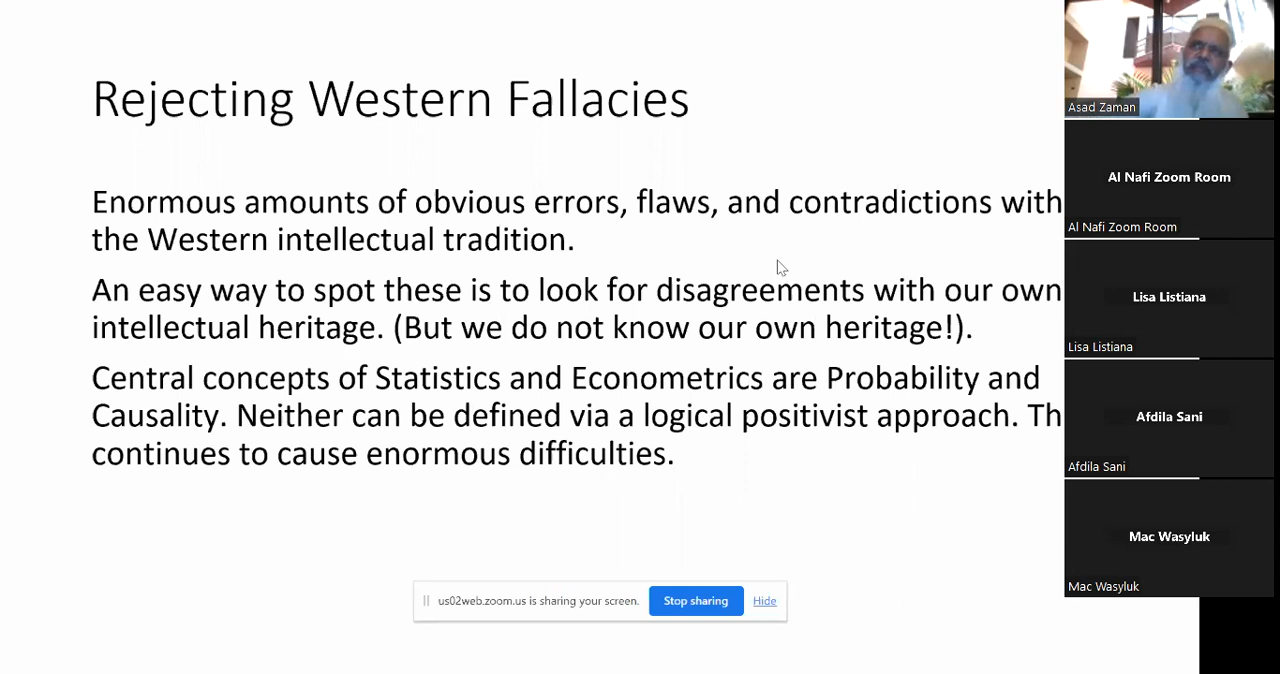 Rejecting Western Fallacies
Enormous amounts of obvious errors, flaws, and contradictions with
the Western intellectual tradition.
An easy way to spot these is to look for disagreements with our own
intellectual heritage. (But we do not know our own heritage!).
Central concepts of Statistics and Econometrics are Probability and
Causality. Neither can be defined via a logical positivist approach. Th
continues to cause enormous difficulties.
us02web.zoom.us is sharing your screen.
Stop sharing
Hide
Asad Zaman
Al Nafi Zoom Room
Al Nafi Zoom Room
Lisa Listiana
Lisa Listiana
Afdila Sani
Afdila Sani
Mac Wasyluk
Mac Wasyluk